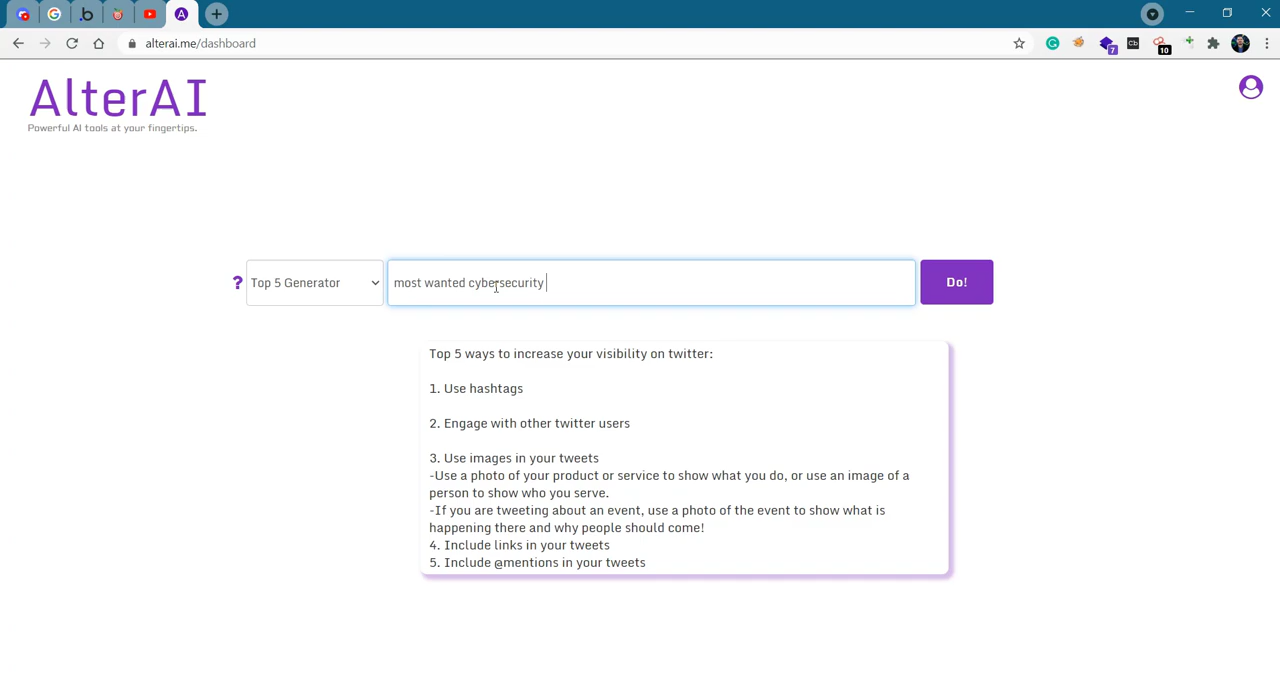 alterai.me/dashboard
7
Cb
10
AlterAI
Powerful AI tools at your fingertips.
? Top 5 Generator most wanted cybersecurity Do!
Top 5 ways to increase your visibility on twitter:
1. Use hashtags
2. Engage with other twitter users
3. Use images in your tweets
-Use a photo of your product or service to show what you do, or use an image of a
person to show who you serve.
-If you are tweeting about an event, use a photo of the event to show what is
happening there and why people should come!
4. Include links in your tweets
5. Include @mentions in your tweets